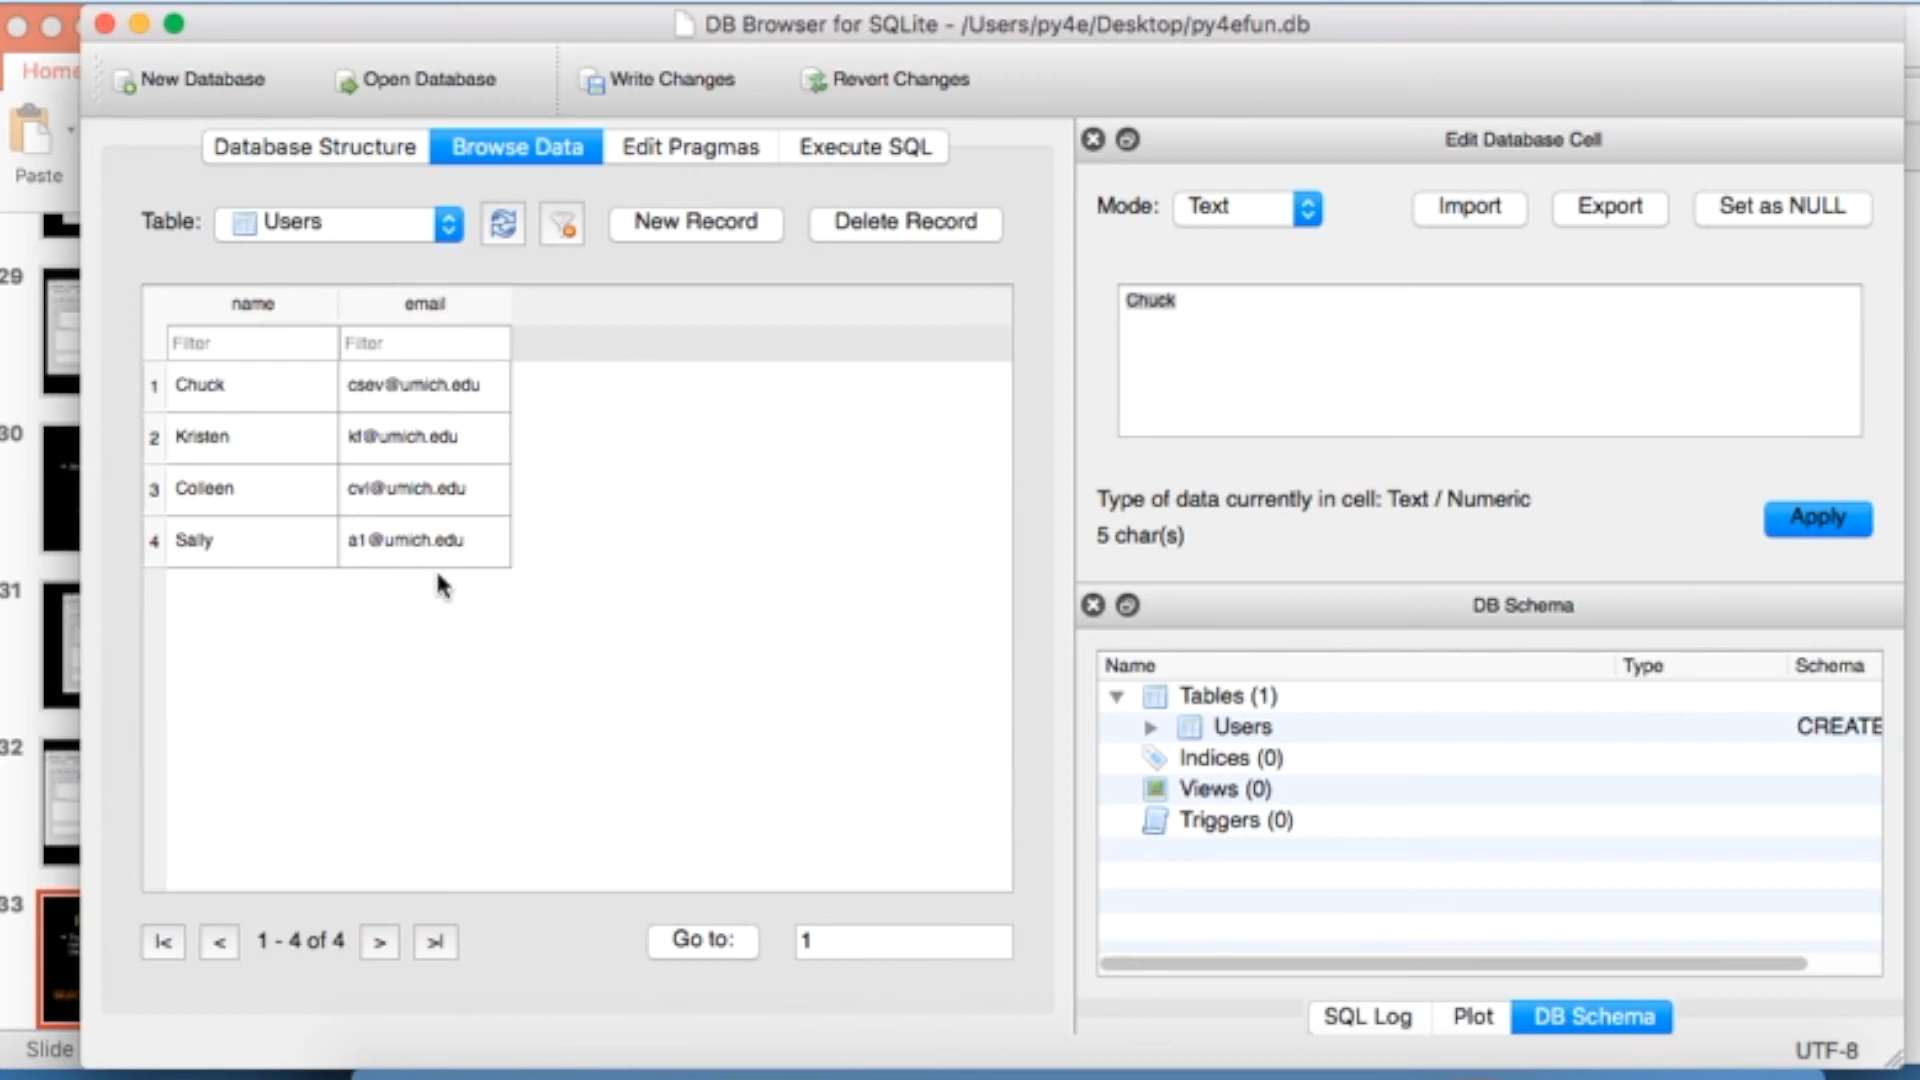 DB Browser for SQLite - /Users/py4e/Desktop/py4efun.db
Home
New Database
Open Database
Write Changes
Revert Changes
Paste
Database Structure
Browse Data
Edit Pragmas
Execute SQL
Table: Users
New Record
Delete Record
name
email
Filter
Filter
1 Chuck csev@umich.edu
2 Kristen kf@umich.edu
3 Colleen cvl@umich.edu
4 Sally a1@umich.edu
|<
<
1 - 4 of 4
>
>|
Go to:
1
Edit Database Cell
Mode: Text
Import
Export
Set as NULL
Chuck
Type of data currently in cell: Text / Numeric
5 char(s)
Apply
DB Schema
Name Type Schema
Tables (1)
Users CREATE
Indices (0)
Views (0)
Triggers (0)
SQL Log
Plot
DB Schema
UTF-8
29
30
31
32
33
Slide